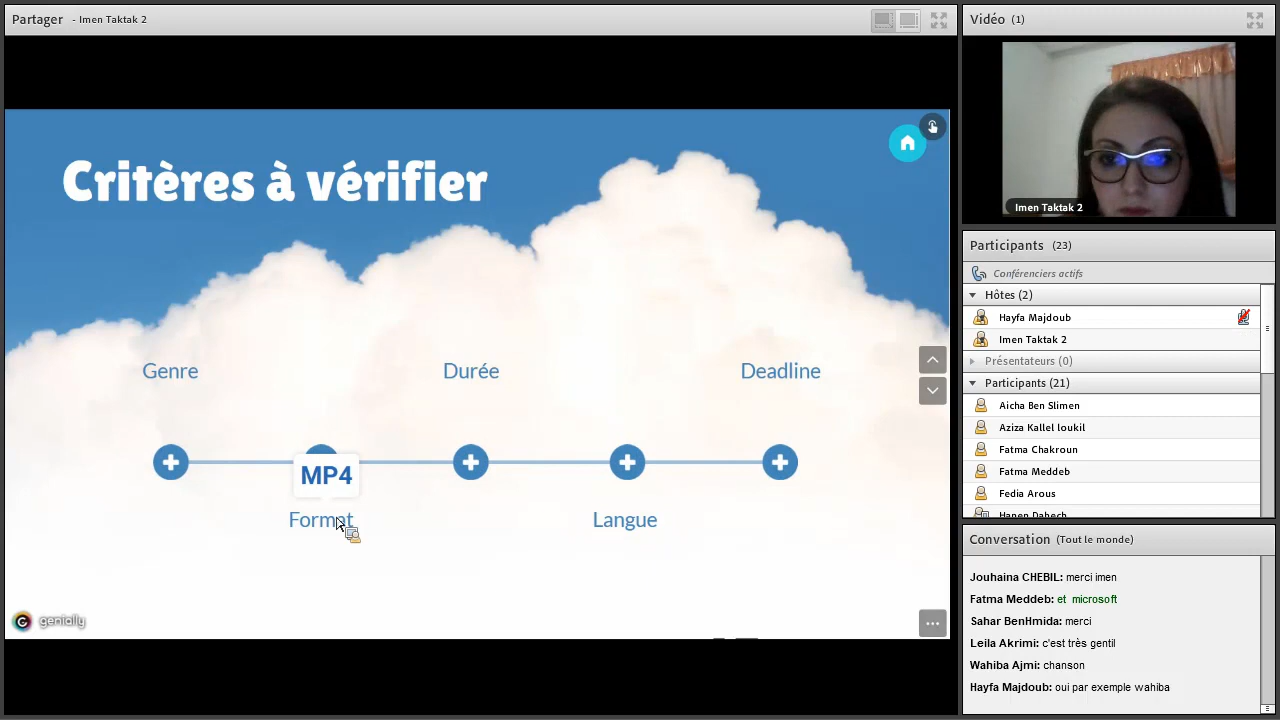 Partager - Imen Taktak 2
Critères à vérifier
Genre
Durée
Deadline
MP4
Format
Langue
genially
Vidéo (1)
Imen Taktak 2
Participants (23)
Conférenciers actifs
Hôtes (2)
Hayfa Majdoub
Imen Taktak 2
Présentateurs (0)
Participants (21)
Aicha Ben Slimen
Aziza Kallel loukil
Fatma Chakroun
Fatma Meddeb
Fedia Arous
Hanen Dabech
Conversation (Tout le monde)
Jouhaina CHEBIL: merci imen
Fatma Meddeb: et microsoft
Sahar BenHmida: merci
Leila Akrimi: c'est très gentil
Wahiba Ajmi: chanson
Hayfa Majdoub: oui par exemple wahiba